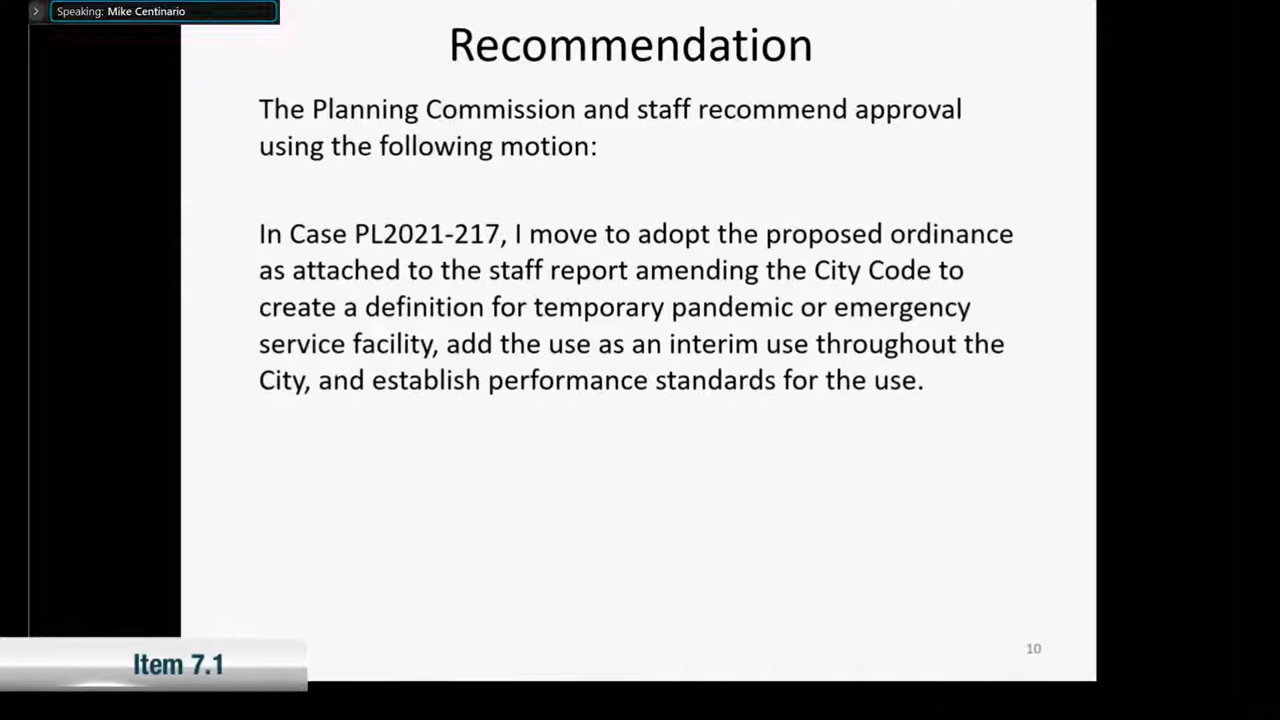 Speaking: Mike Centinario
Recommendation
The Planning Commission and staff recommend approval
using the following motion:
In Case PL2021-217, I move to adopt the proposed ordinance
as attached to the staff report amending the City Code to
create a definition for temporary pandemic or emergency
service facility, add the use as an interim use throughout the
City, and establish performance standards for the use.
10
Item 7.1